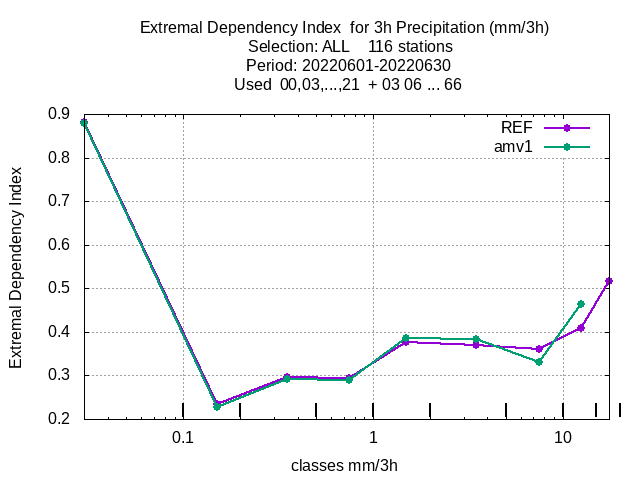 Extremal Dependency Index  for 3h Precipitation (mm/3h)
Selection: ALL    116 stations
Period: 20220601-20220630
Used  00,03,...,21  + 03 06 ... 66
REF
amv1
0.9
0.8
0.7
0.6
0.5
0.4
0.3
0.2
Extremal Dependency Index
0.1
1
10
classes mm/3h